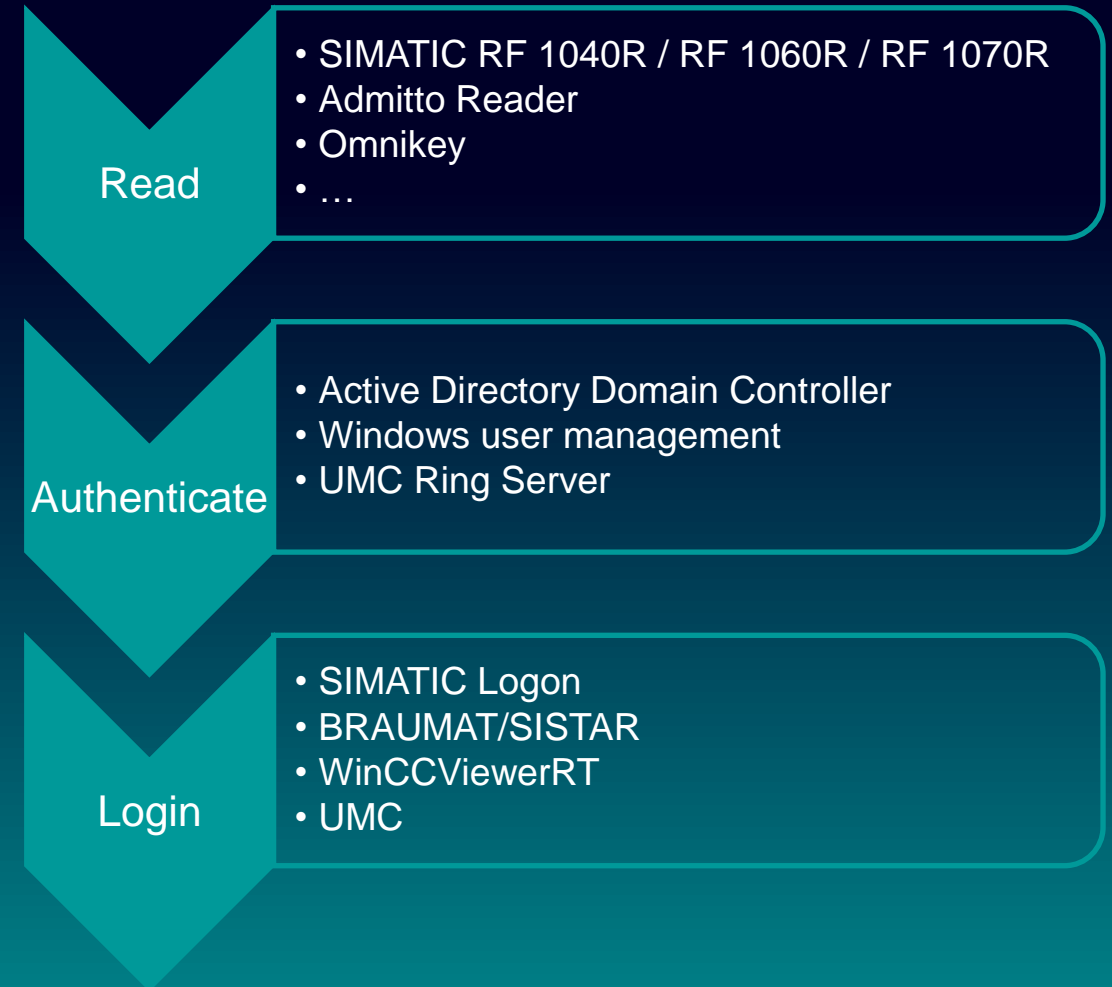 Read
• SIMATIC RF 1040R / RF 1060R / RF 1070R
• Admitto Reader
• Omnikey
• …
Authenticate
• Active Directory Domain Controller
• Windows user management
• UMC Ring Server
Login
• SIMATIC Logon
• BRAUMAT/SISTAR
• WinCCViewerRT
• UMC